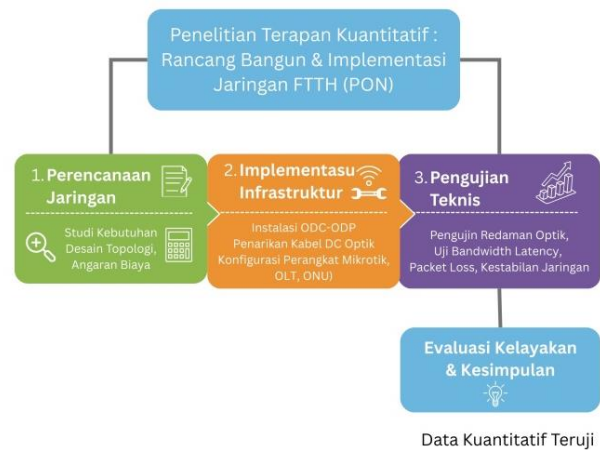 Penelitian Terapan Kuantitatif :
Rancang Bangun & Implementasi
Jaringan FTTH (PON)
1. Perencanaan
Jaringan
Studi Kebutuhan
Desain Topologi,
Angaran Biaya
2. Implementasu
Infrastruktur
Instalasi ODC-ODP
Penarikan Kabel DC Optik
Konfigurasi Perangkat Mikrotik,
OLT, ONU)
3. Pengujian
Teknis
Pengujin Redaman Optik,
Uji Bandwidth Latency,
Packet Loss, Kestabilan Jaringan
Evaluasi Kelayakan
& Kesimpulan
Data Kuantitatif Teruji